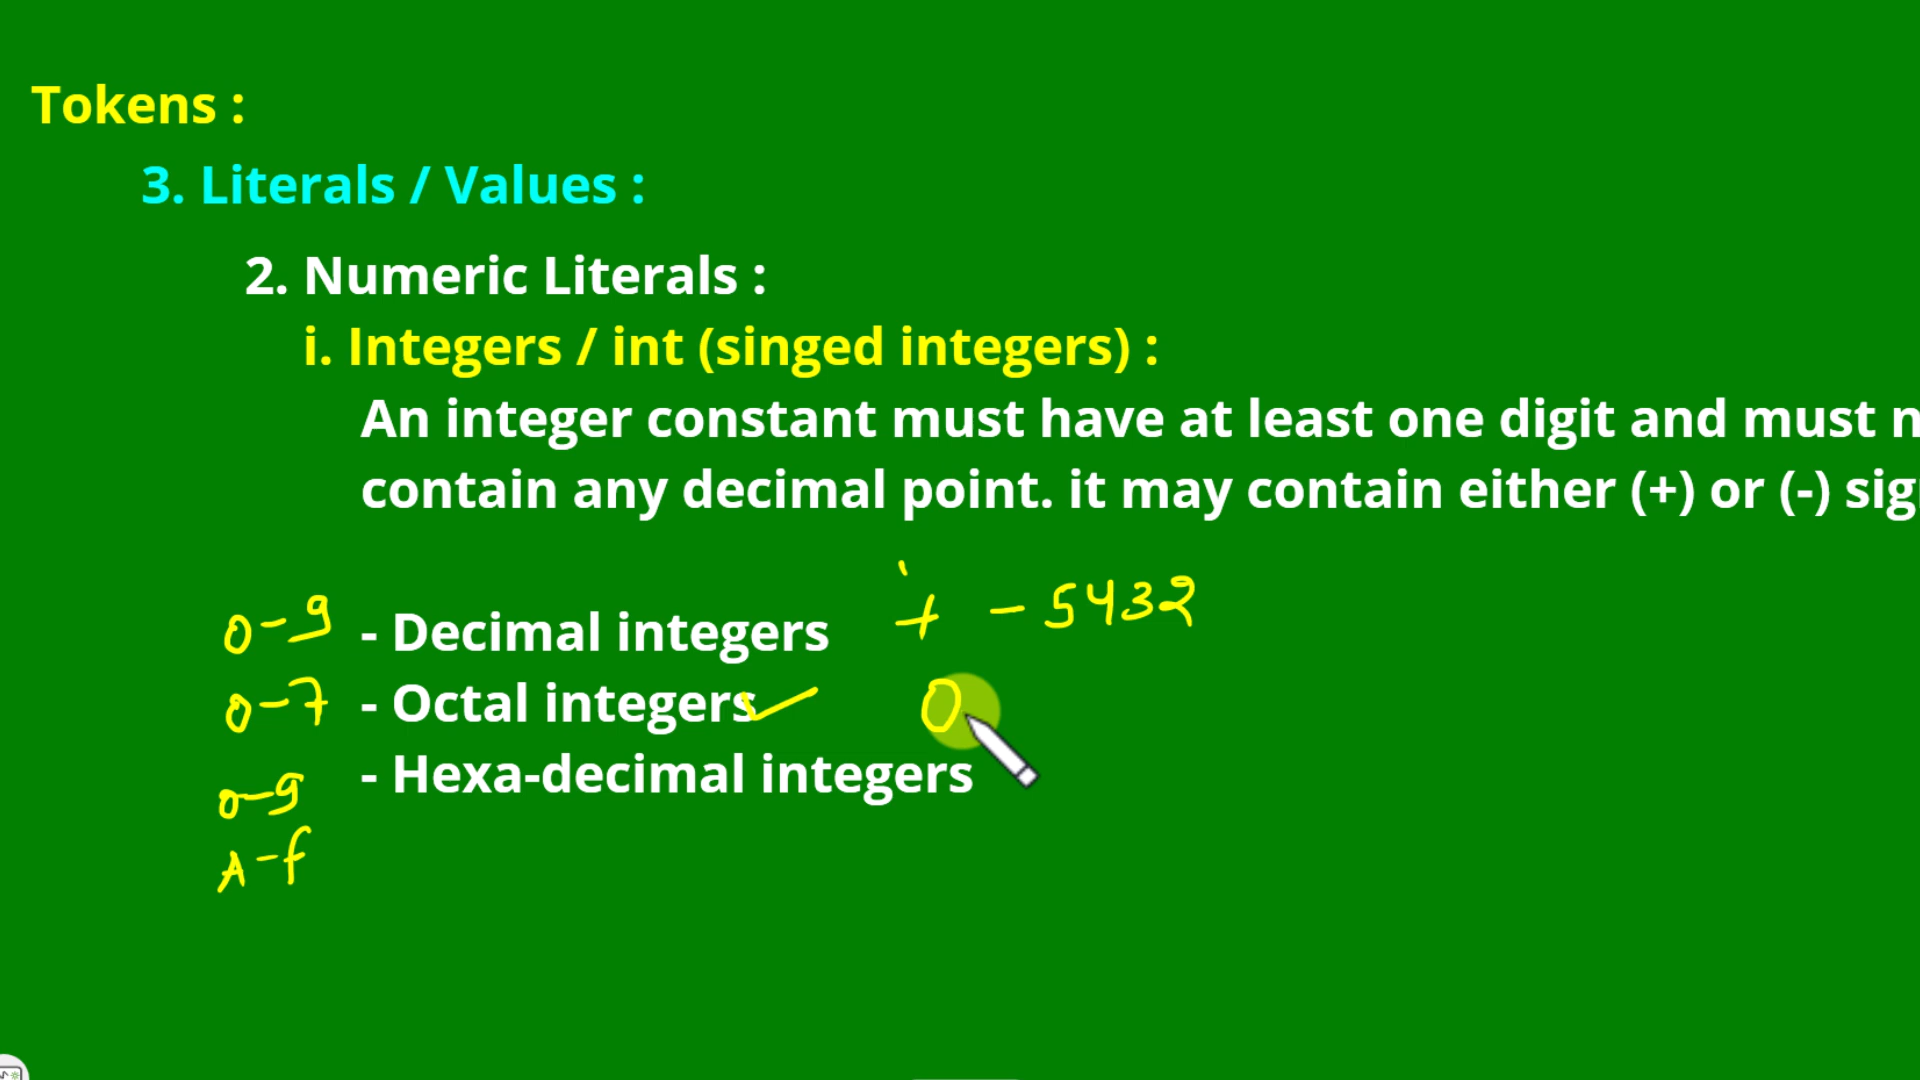 Tokens :
3. Literals / Values :
2. Numeric Literals :
i. Integers / int (singed integers) :
An integer constant must have at least one digit and must n
contain any decimal point. it may contain either (+) or (-) sig
0-9 - Decimal integers + - 5432
0-7 - Octal integers ✓ 0
- Hexa-decimal integers
0-9
A-f